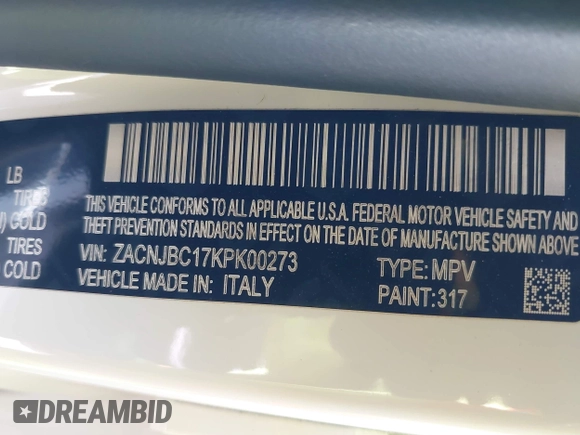 LB
TIRES
COLD
TIRES
COLD
THIS VEHICLE CONFORMS TO ALL APPLICABLE U.S.A. FEDERAL MOTOR VEHICLE SAFETY AND
THEFT PREVENTION STANDARDS IN EFFECT ON THE DATE OF MANUFACTURE SHOWN ABOVE
VIN: ZACNJBC17KPK00273 TYPE: MPV
VEHICLE MADE IN: ITALY PAINT: 317
DREAMBID